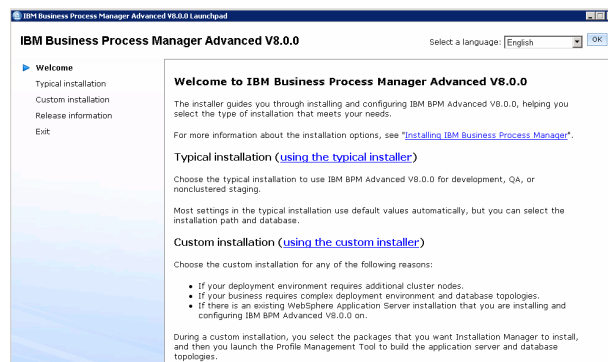 IBM Business Process Manager Advanced V8.0.0 Launchpad
IBM Business Process Manager Advanced V8.0.0
Select a language: English OK
Welcome
Typical installation
Custom installation
Release information
Exit
Welcome to IBM Business Process Manager Advanced V8.0.0
The installer guides you through installing and configuring IBM BPM Advanced V8.0.0, helping you
select the type of installation that meets your needs.
For more information about the installation options, see "Installing IBM Business Process Manager".
Typical installation (using the typical installer)
Choose the typical installation to use IBM BPM Advanced V8.0.0 for development, QA, or
nonclustered staging.
Most settings in the typical installation use default values automatically, but you can select the
installation path and database.
Custom installation (using the custom installer)
Choose the custom installation for any of the following reasons:
• If your deployment environment requires additional cluster nodes.
• If your business requires complex deployment environment and database topologies.
• If there is an existing WebSphere Application Server installation that you are installing and
configuring IBM BPM Advanced V8.0.0 on.
During a custom installation, you select the packages that you want Installation Manager to install,
and then you launch the Profile Management Tool to build the application server and database
topologies.